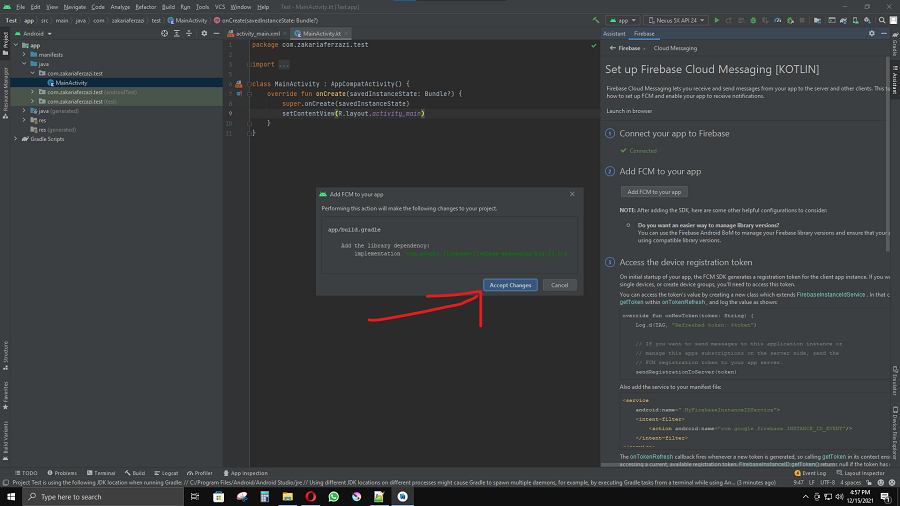 File Edit View Navigate Code Analyze Refactor Build Run Tools VCS Window Help Test - MainActivity.kt [Test.app]
Test app src main java com zakariaferzazi test MainActivity onCreate(savedInstanceState: Bundle?)
app Nexus 5X API 24
Android
activity_main.xml MainActivity.kt
Assistant Firebase
app
manifests
java
com.zakariaferzazi.test
MainActivity
com.zakariaferzazi.test (androidTest)
com.zakariaferzazi.test (test)
java (generated)
res
res (generated)
Gradle Scripts
1 package com.zakariaferzazi.test
3 import ...
class MainActivity : AppCompatActivity() {
override fun onCreate(savedInstanceState: Bundle?) {
super.onCreate(savedInstanceState)
9 setContentView(R.layout.activity_main)
10 }
11 }
Add FCM to your app
Performing this action will make the following changes to your project.
app/build.gradle
Add the library dependency:
implementation
Accept Changes Cancel
← Firebase › Cloud Messaging
Set up Firebase Cloud Messaging [KOTLIN]
Firebase Cloud Messaging lets you receive and send messages from your app to the server and other clients. This
how to set up FCM and enable your app to receive notifications.
Launch in browser
1 Connect your app to Firebase
Connected
2 Add FCM to your app
Add FCM to your app
NOTE: After adding the SDK, here are some other helpful configurations to consider:
Do you want an easier way to manage library versions?
You can use the Firebase Android BoM to manage your Firebase library versions and ensure that your
using compatible library versions.
3 Access the device registration token
On initial startup of your app, the FCM SDK generates a registration token for the client app instance. If you wa
single devices, or create device groups, you'll need to access this token.
You can access the token's value by creating a new class which extends FirebaseInstanceIdService . In that c
getToken within onTokenRefresh , and log the value as shown:
override fun onNewToken(token: String) {
Log.d(TAG, "Refreshed token: $token")
// If you want to send messages to this application instance or
// manage this apps subscriptions on the server side, send the
// FCM registration token to your app server.
sendRegistrationToServer(token)
Also add the service to your manifest file:
<service
android:name=".MyFirebaseInstanceIDService">
<intent-filter>
<action android:name="com.google.firebase.INSTANCE_ID_EVENT"/>
</intent-filter>
The onTokenRefresh callback fires whenever a new token is generated, so calling getToken in its context ens
accessing a current, available registration token. FirebaseInstanceID.getToken() returns null if the token has
Project
Resource Manager
Structure
Favorites
Build Variants
Gradle
Assistant
Emulator
Device File Explorer
TODO Problems Terminal Build Logcat Profiler App Inspection
Event Log Layout Inspector
Project Test is using the following JDK location when running Gradle: // C:/Program Files/Android/Android Studio/jre // Using different JDK locations on different processes might cause Gradle to spawn multiple daemons, for example, by executing Gradle tasks from a terminal while using An... (3 minutes ago)
9:47 LF UTF-8 4 spaces
Type here to search
4:57 PM
12/15/2021